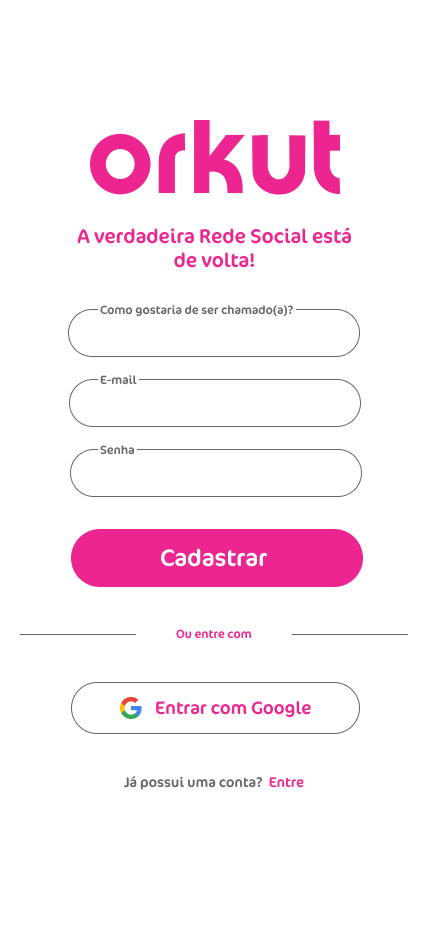 orkut
A verdadeira Rede Social está
de volta!
Como gostaria de ser chamado(a)?
E-mail
Senha
Cadastrar
Ou entre com
Entrar com Google
Já possui uma conta? Entre